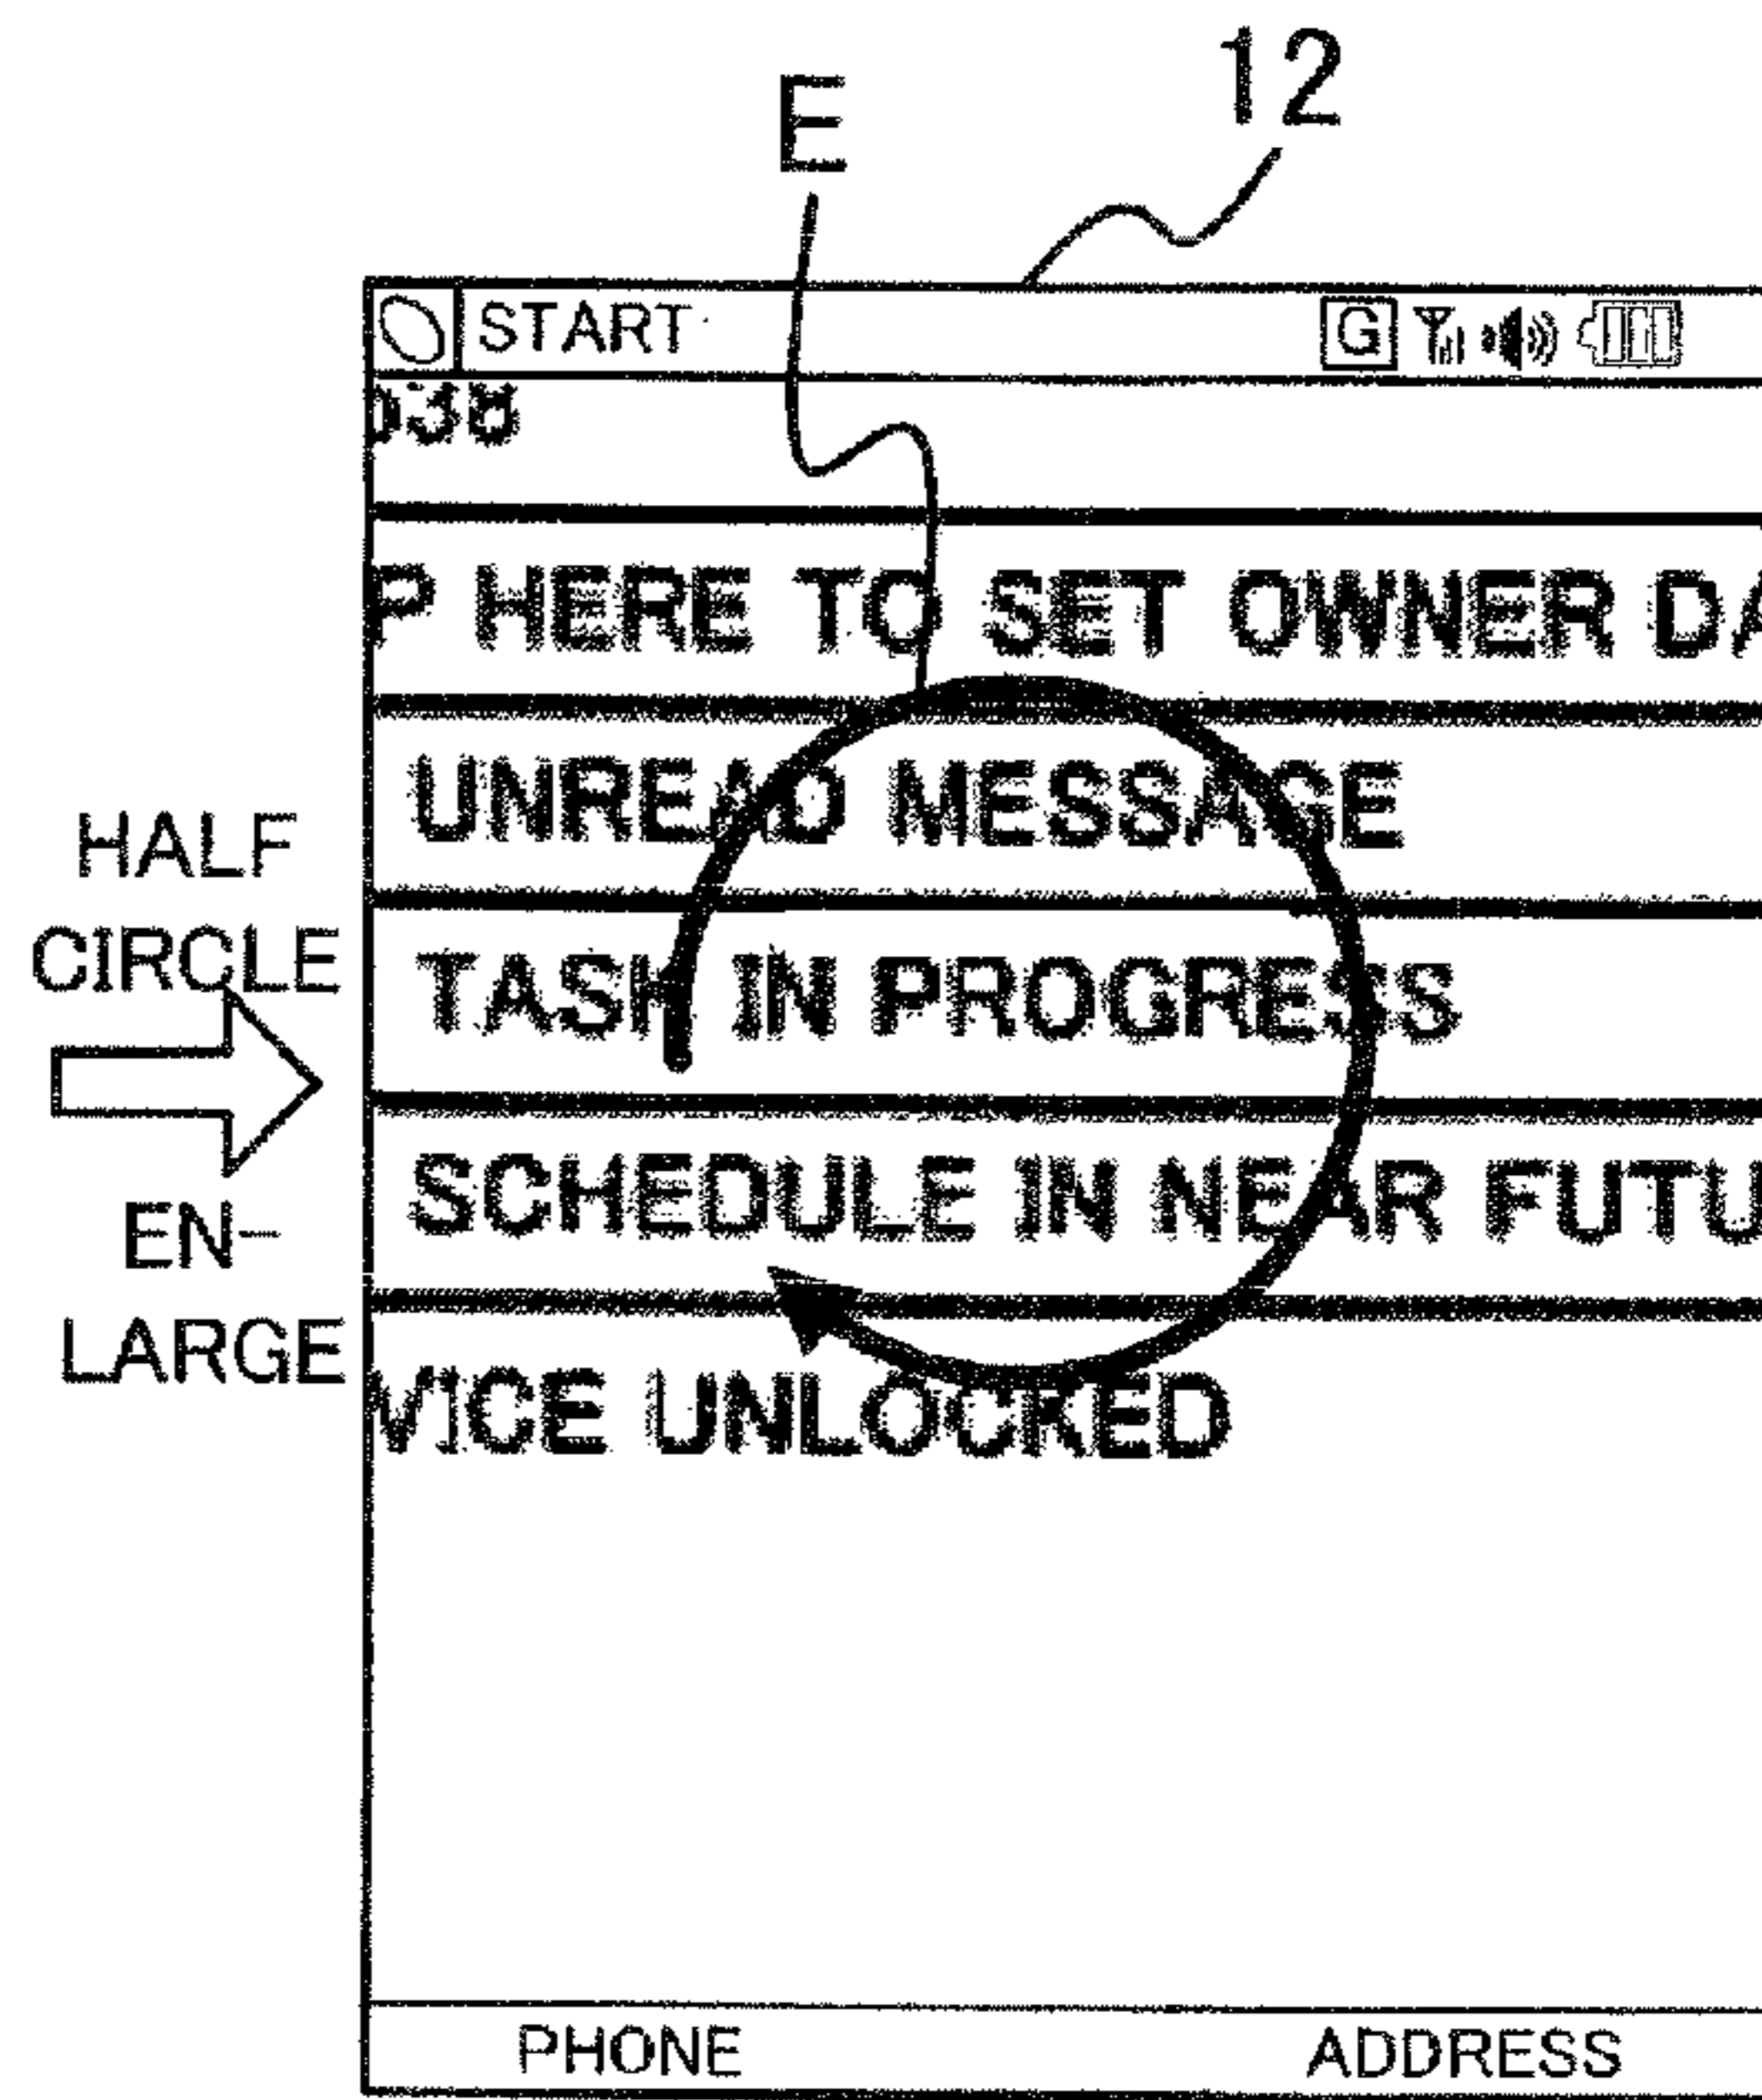 E
12
START
G
P HERE TO SET OWNER DA
UNREAD MESSAGE
TASK IN PROGRESS
SCHEDULE IN NEAR FUTU
VICE UNLOCKED
HALF
CIRCLE
EN-
LARGE
PHONE
ADDRESS